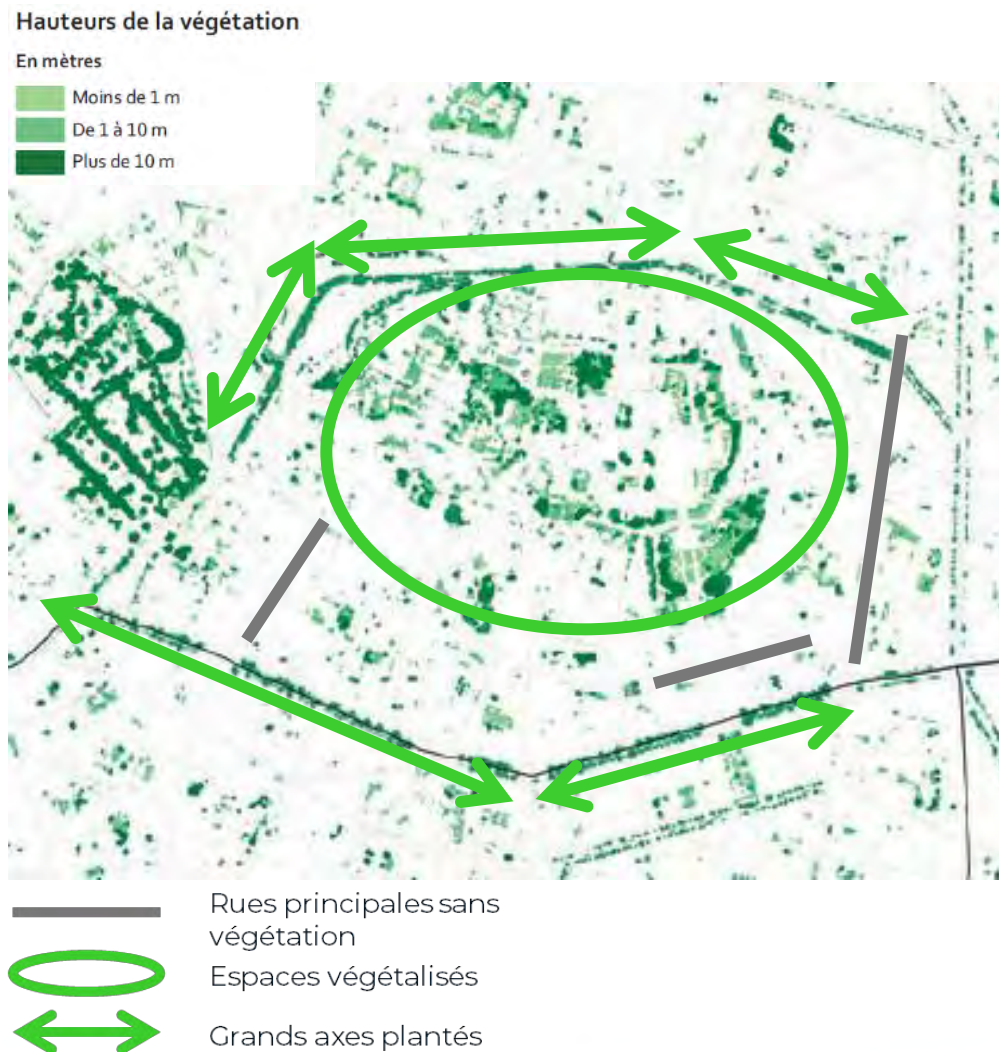 Hauteurs de la végétation
En mètres
Moins de 1 m
De 1 à 10 m
Plus de 10 m
Rues principales sans
végétation
Espaces végétalisés
Grands axes plantés